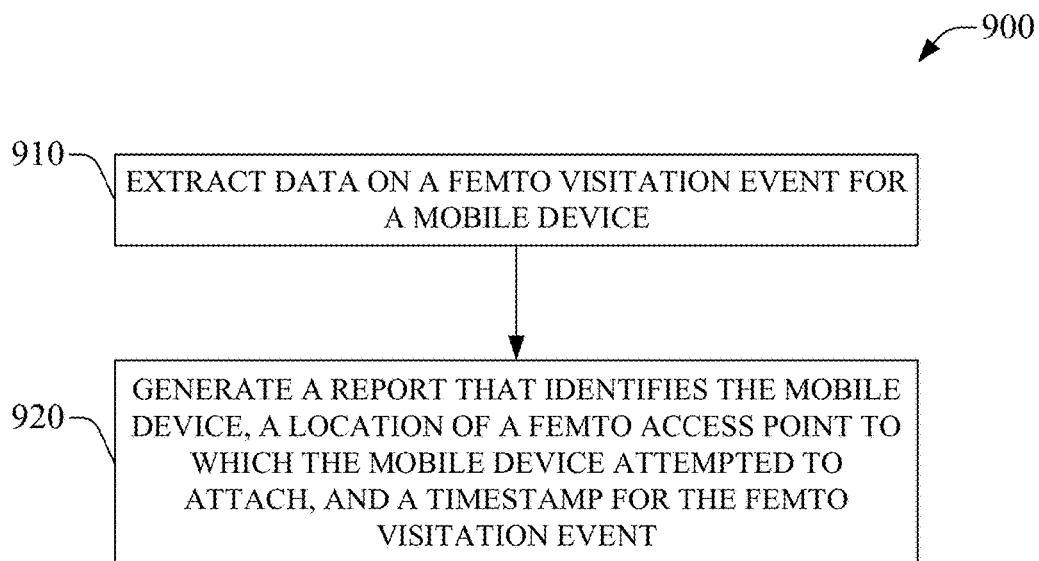 900
910
EXTRACT DATA ON A FEMTO VISITATION EVENT FOR
A MOBILE DEVICE
920
GENERATE A REPORT THAT IDENTIFIES THE MOBILE
DEVICE, A LOCATION OF A FEMTO ACCESS POINT TO
WHICH THE MOBILE DEVICE ATTEMPTED TO
ATTACH, AND A TIMESTAMP FOR THE FEMTO
VISITATION EVENT